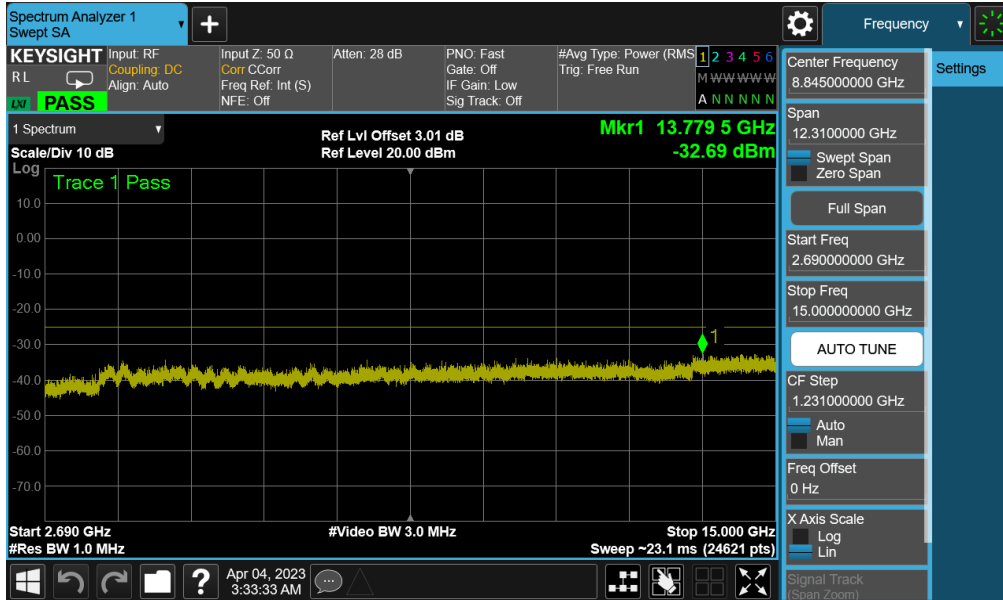 Spectrum Analyzer 1
Swept SA
Frequency
KEYSIGHT
RL
LXI
PASS
Input: RF
Coupling: DC
Align: Auto
Input Z: 50 Ω
Corr CCorr
Freq Ref: Int (S)
NFE: Off
Atten: 28 dB
PNO: Fast
Gate: Off
IF Gain: Low
Sig Track: Off
#Avg Type: Power (RMS
Trig: Free Run
1 2 3 4 5 6
M W W W W W
A N N N N N
1 Spectrum
Scale/Div 10 dB
Ref Lvl Offset 3.01 dB
Ref Level 20.00 dBm
Mkr1 13.779 5 GHz
-32.69 dBm
Log
Trace 1 Pass
10.0
0.00
-10.0
-20.0
-30.0
-40.0
-50.0
-60.0
-70.0
1
Start 2.690 GHz
#Res BW 1.0 MHz
#Video BW 3.0 MHz
Stop 15.000 GHz
Sweep ~23.1 ms (24621 pts)
Apr 04, 2023
3:33:33 AM
Center Frequency
8.845000000 GHz
Span
12.3100000 GHz
Swept Span
Zero Span
Full Span
Start Freq
2.690000000 GHz
Stop Freq
15.000000000 GHz
AUTO TUNE
CF Step
1.231000000 GHz
Auto
Man
Freq Offset
0 Hz
X Axis Scale
Log
Lin
Signal Track
(Span Zoom)
Settings